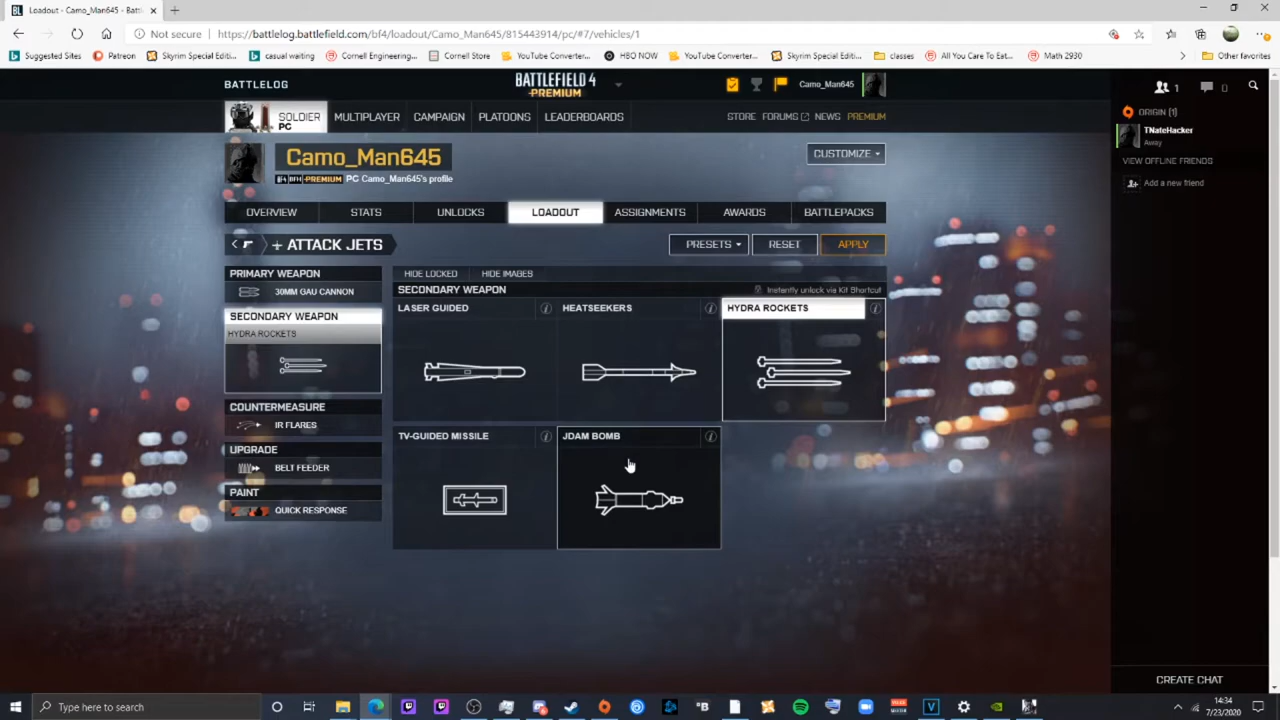 Loadout - Camo_Man645 - Battl
Not secure
https://battlelog.battlefield.com/bf4/loadout/Camo_Man645/815443914/pc/#7/vehicles/1
Suggested Sites
Patreon
Skyrim Special Editi...
casual waiting
Cornell Engineering...
Cornell Store
YouTube Converter...
HBO NOW
YouTube Converter...
Skyrim Special Editi...
classes
All You Care To Eat...
Math 2930
Other favorites
BATTLELOG
BATTLEFIELD 4
PREMIUM
Camo_Man645
1
0
SOLDIER
PC
MULTIPLAYER
CAMPAIGN
PLATOONS
LEADERBOARDS
STORE
FORUMS
NEWS
PREMIUM
ORIGIN (1)
TNateHacker
Away
VIEW OFFLINE FRIENDS
Add a new friend
Camo_Man645
PREMIUM PC Camo_Man645's profile
CUSTOMIZE
OVERVIEW
STATS
UNLOCKS
LOADOUT
ASSIGNMENTS
AWARDS
BATTLEPACKS
ATTACK JETS
PRESETS
RESET
APPLY
PRIMARY WEAPON
30MM GAU CANNON
SECONDARY WEAPON
HYDRA ROCKETS
COUNTERMEASURE
IR FLARES
UPGRADE
BELT FEEDER
PAINT
QUICK RESPONSE
HIDE LOCKED
HIDE IMAGES
SECONDARY WEAPON
Instantly unlock via Kit Shortcut
LASER GUIDED
HEATSEEKERS
HYDRA ROCKETS
TV-GUIDED MISSILE
JDAM BOMB
CREATE CHAT
Type here to search
14:34
7/23/2020